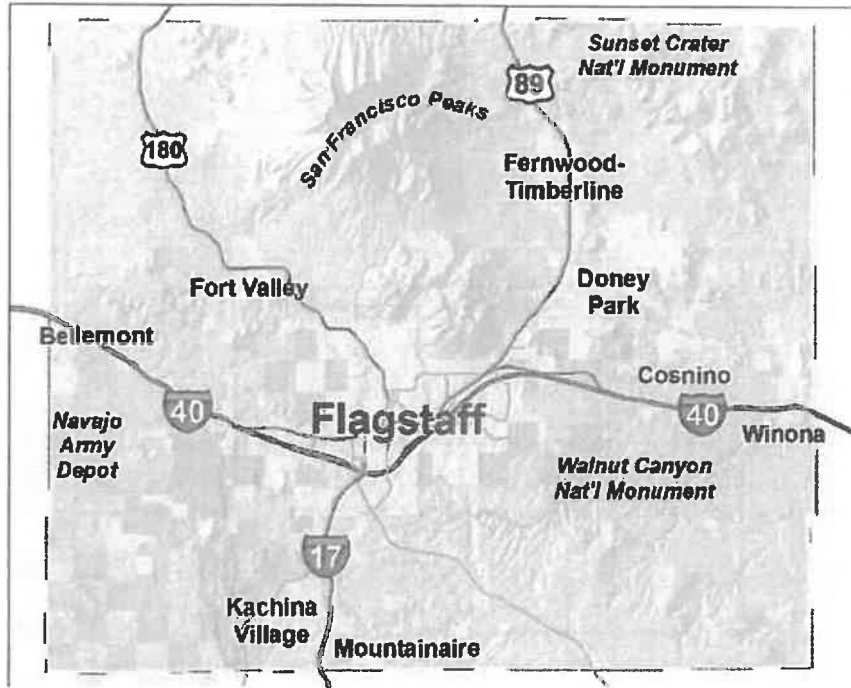 Sunset Crater
Nat'l Monument
89
San Francisco Peaks
180
Fernwood-
Timberline
Fort Valley
Doney
Park
Bellemont
Cosnino
40
Flagstaff
40
Navajo
Army
Depot
Winona
Walnut Canyon
Nat'l Monument
17
Kachina
Village
Mountainaire